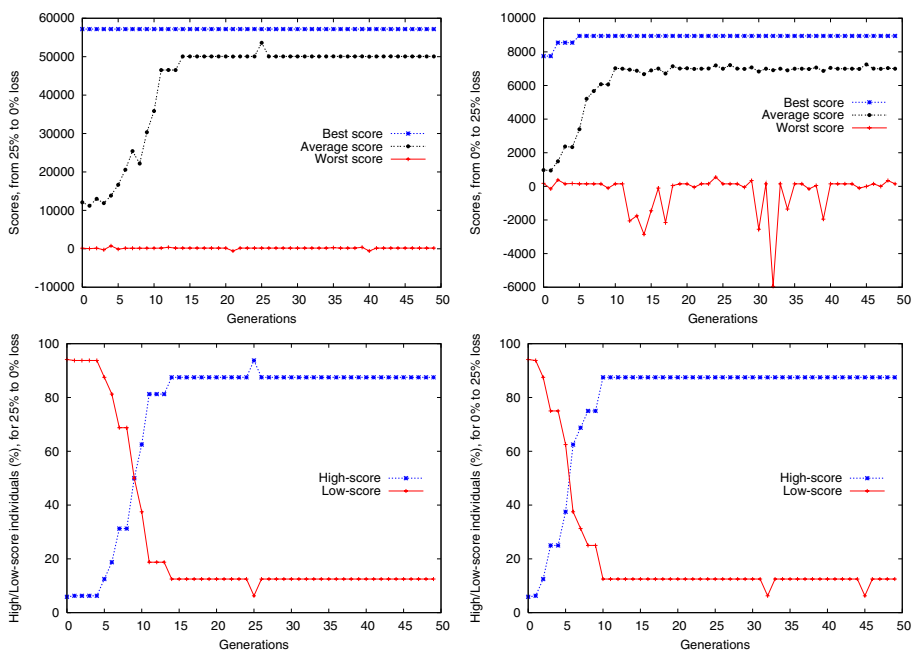 Scores, from 25% to 0% loss
60000
50000
40000
30000
20000
10000
0
-10000
Best score
Average score
Worst score
0 5 10 15 20 25 30 35 40 45 50
Generations
Scores, from 0% to 25% loss
10000
8000
6000
4000
2000
0
-2000
-4000
-6000
Best score
Average score
Worst score
0 5 10 15 20 25 30 35 40 45 50
Generations
High/Low-score individuals (%), for 25% to 0% loss
100
80
60
40
20
0
High-score
Low-score
0 5 10 15 20 25 30 35 40 45 50
Generations
High/Low-score individuals (%), for 0% to 25% loss
100
80
60
40
20
0
High-score
Low-score
0 5 10 15 20 25 30 35 40 45 50
Generations